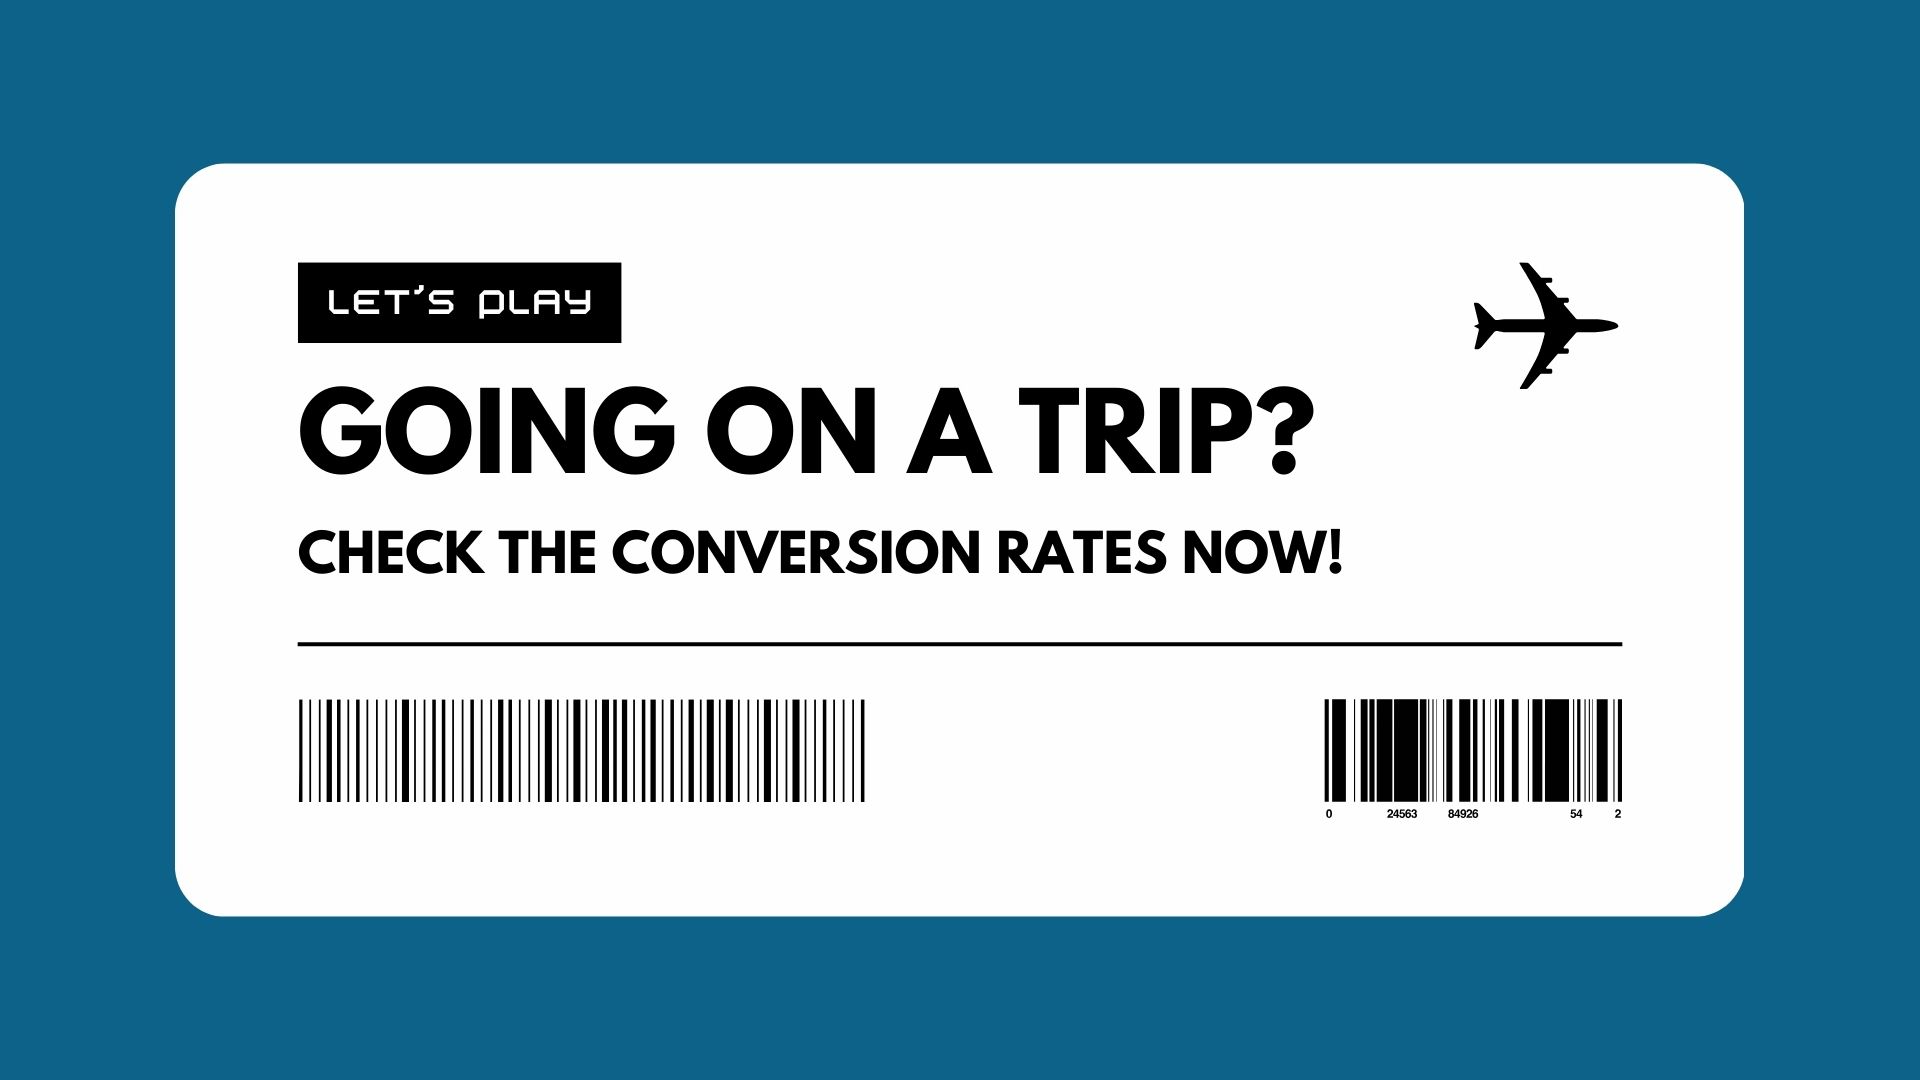 LET'S PLAY
GOING ON A TRIP?
CHECK THE CONVERSION RATES NOW!
0 24563 84926 54 2